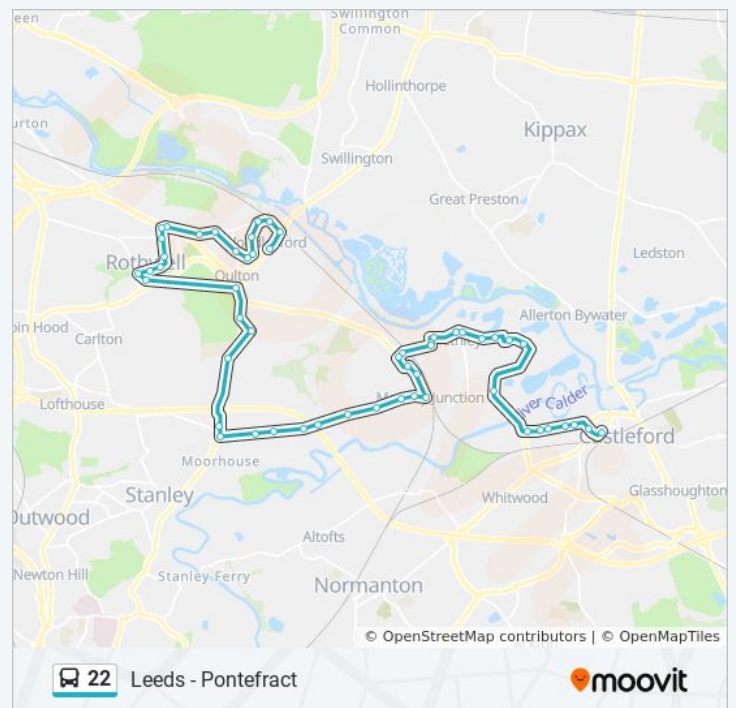 Swillington
Common
een
Hollinthorpe
urton
Kippax
Swillington
Great Preston
Ledston
Oulton
Allerton Bywater
Carlton
Lofthouse
Junction
Castleford
Moorhouse
Stanley
Whitwood
Glasshoughton
Outwood
Altofts
Newton Hill
Stanley Ferry
Normanton
© OpenStreetMap contributors | © OpenMapTiles
22
Leeds - Pontefract
moovit